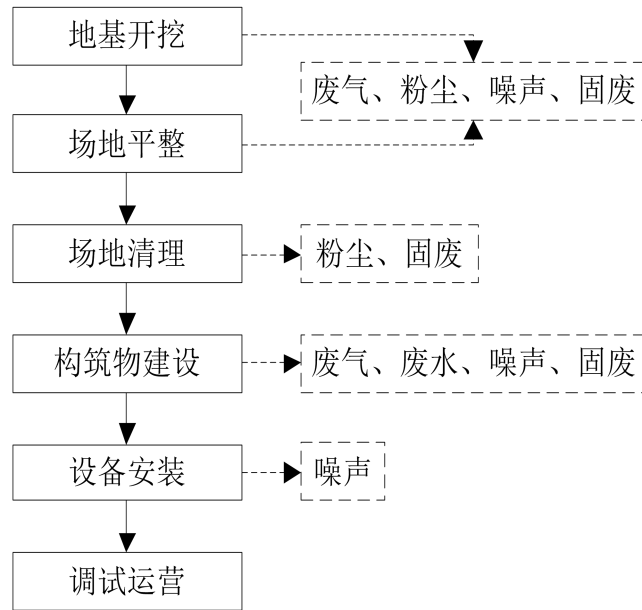 地基开挖
废气、粉尘、噪声、固废
场地平整
场地清理
粉尘、固废
构筑物建设
废气、废水、噪声、固废
设备安装
噪声
调试运营